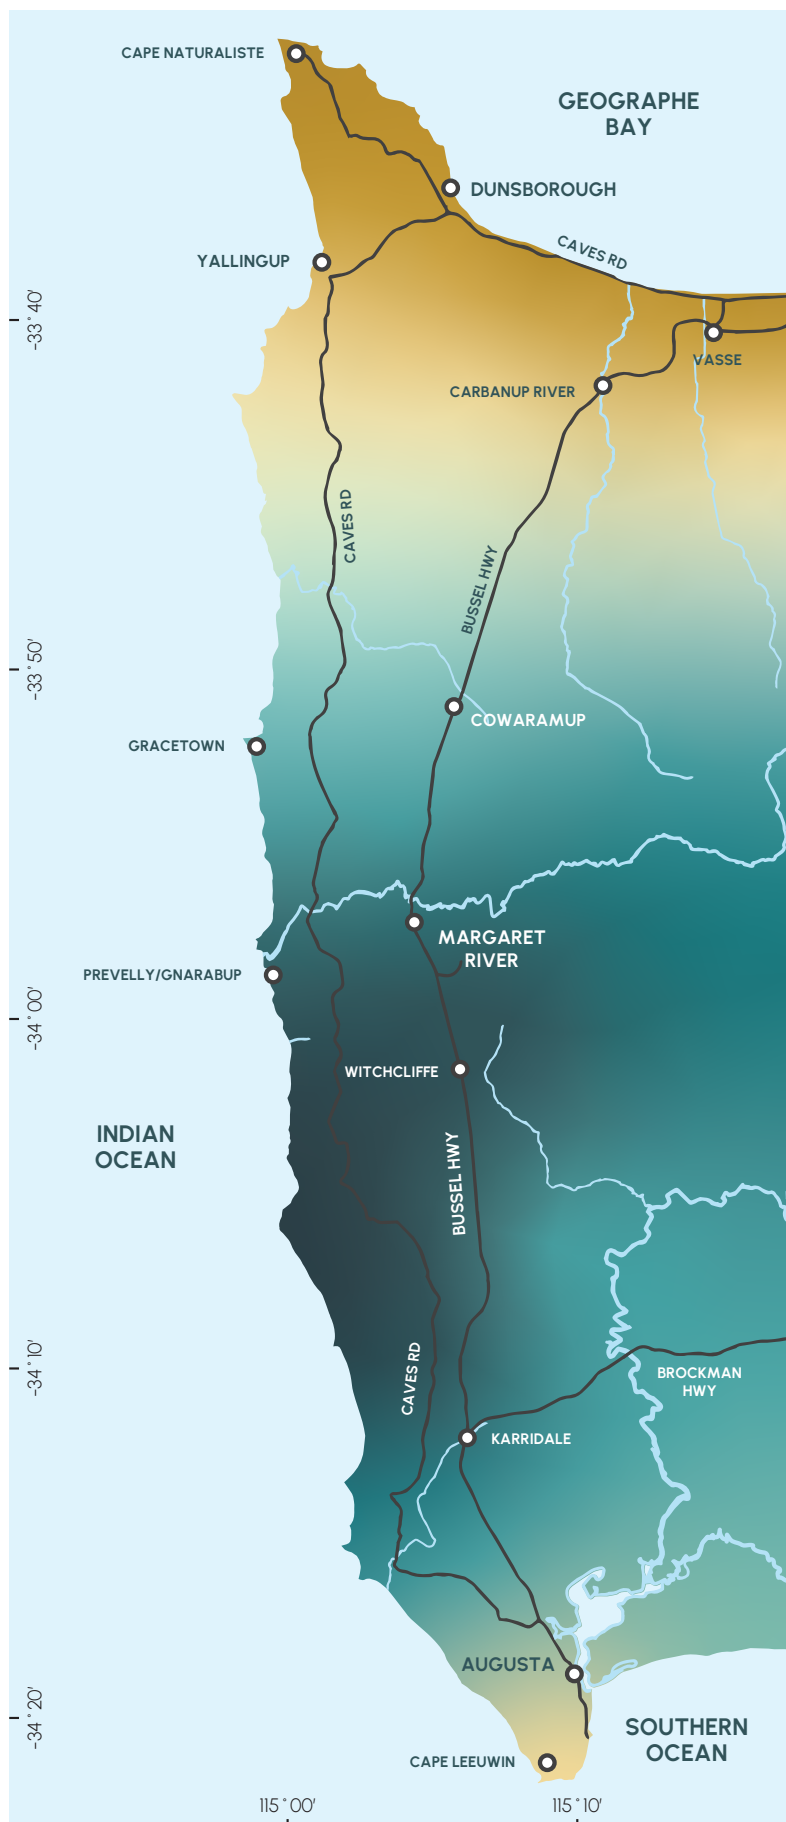 CAPE NATURALISTE
GEOGRAPHE
BAY
DUNSBOROUGH
YALLINGUP
CAVES RD
-33°40'
VASSE
CARBANUP RIVER
CAVES RD
BUSSEL HWY
-33°50'
COWARAMUP
GRACETOWN
MARGARET
RIVER
PREVELLY/GNARABUP
-34°00'
WITCHCLIFFE
INDIAN
OCEAN
BUSSEL HWY
-34°10'
CAVES RD
BROCKMAN
HWY
KARRIDALE
AUGUSTA
-34°20'
SOUTHERN
OCEAN
CAPE LEEUWIN
115°00'
115°10'